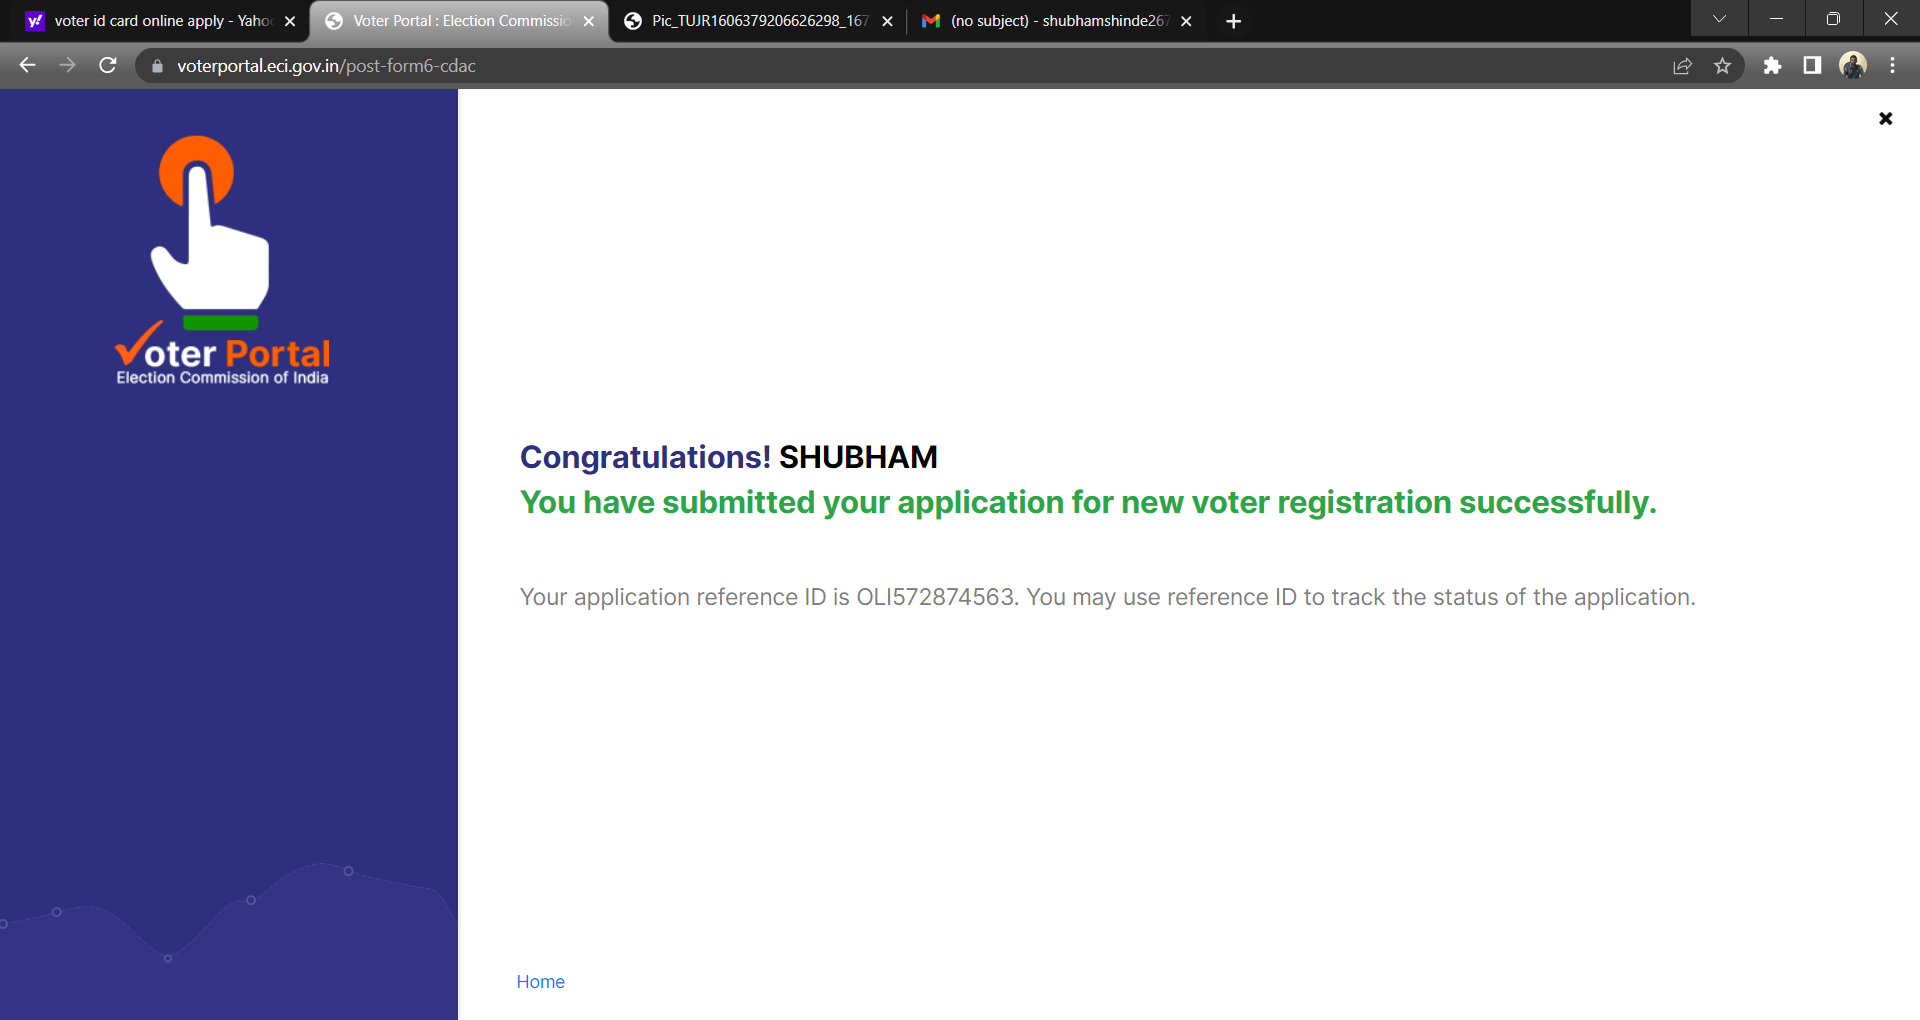 voter id card online apply - Yaho
Voter Portal : Election Commissio
Pic_TUJR1606379206626298_167
(no subject) - shubhamshinde267
voterportal.eci.gov.in/post-form6-cdac
Voter Portal
Election Commission of India
Congratulations! SHUBHAM
You have submitted your application for new voter registration successfully.
Your application reference ID is OLI572874563. You may use reference ID to track the status of the application.
Home